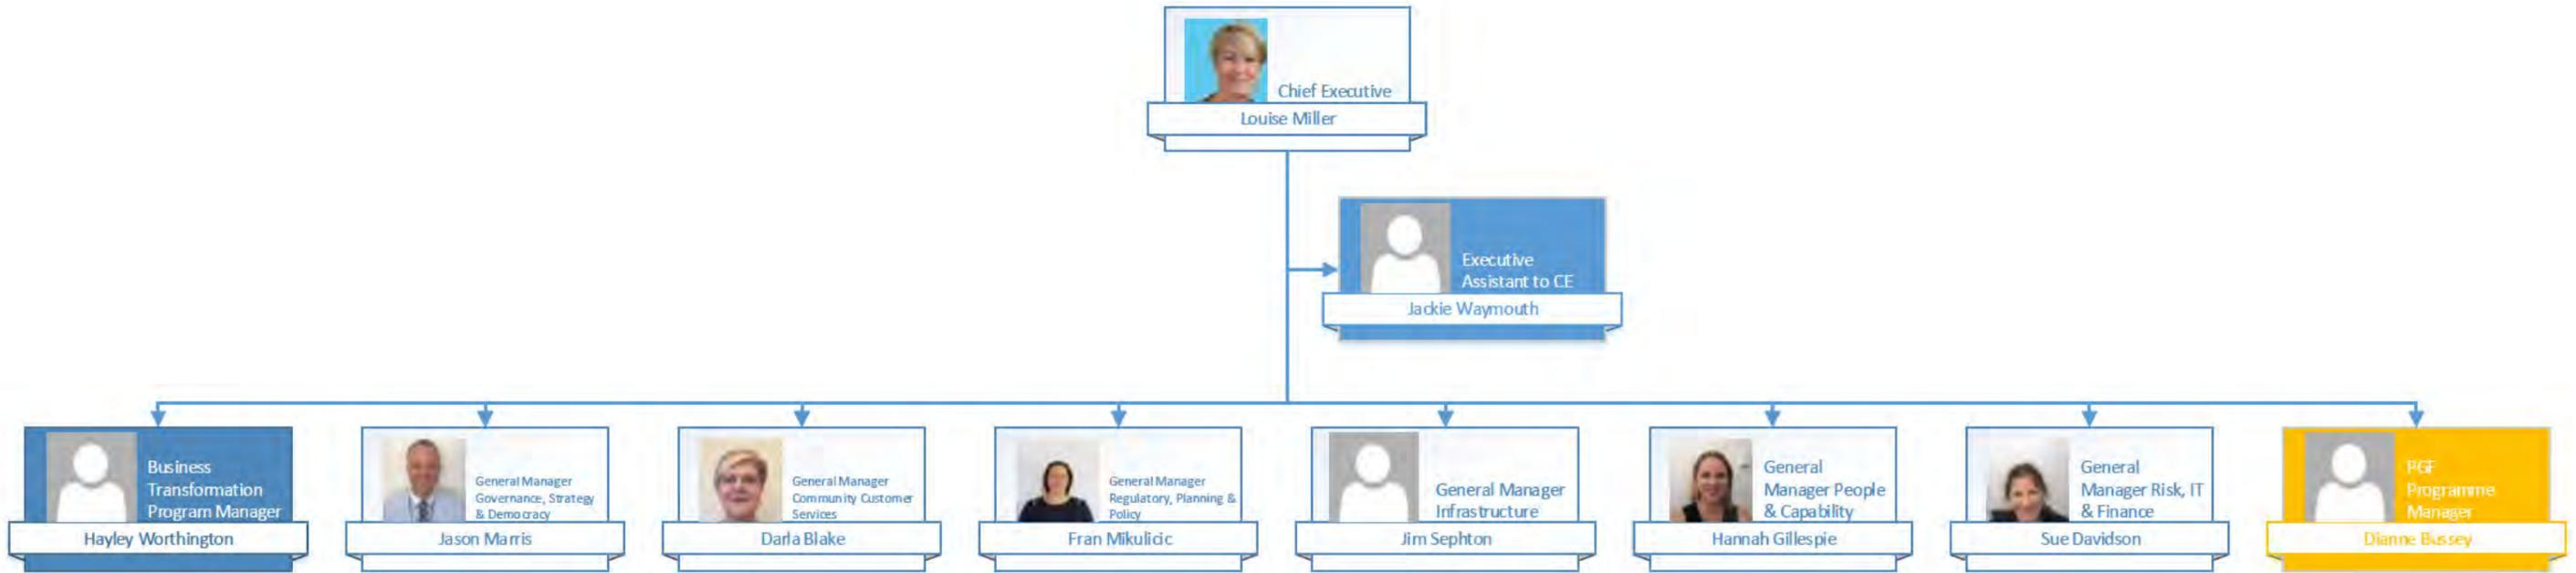 Chief Executive
Louise Miller
Executive
Assistant to CE
Jackie Waymouth
Business
Transformation
Program Manager
Hayley Worthington
General Manager
Governance, Strategy
& Democracy
Jason Marris
General Manager
Community Customer
Services
Darla Blake
General Manager
Regulatory, Planning &
Policy
Fran Mikulicic
General Manager
Infrastructure
Jim Sephton
General
Manager People
& Capability
Hannah Gillespie
General
Manager Risk, IT
& Finance
Sue Davidson
PGF
Programme
Manager
Dianne Bussey